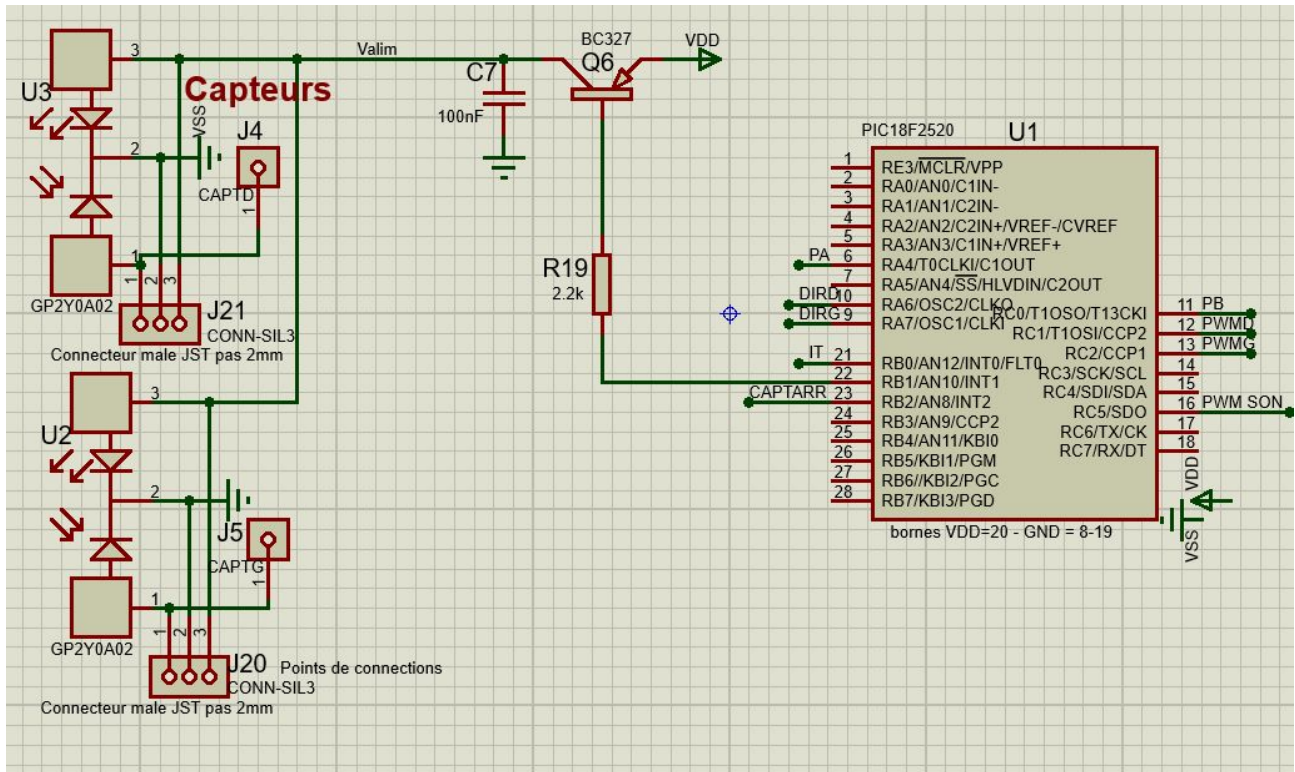 3
Valim
BC327
Q6
VDD
U3
Capteurs
C7
100nF
VSS
J4
2
CAPTD
1
1
1 2 3
GP2Y0A02
J21
CONN-SIL3
Connecteur male JST pas 2mm
R19
2.2k
PIC18F2520
U1
1 RE3/MCLR/VPP
2 RA0/AN0/C1IN-
3 RA1/AN1/C2IN-
4 RA2/AN2/C2IN+/VREF-/CVREF
5 RA3/AN3/C1IN+/VREF+
PA 6 RA4/T0CLKI/C1OUT
7 RA5/AN4/SS/HLVDIN/C2OUT
DIRD 10 RA6/OSC2/CLKO
DIRG 9 RA7/OSC1/CLKI
IT 21 RB0/AN12/INT0/FLT0
22 RB1/AN10/INT1
CAPTARR 23 RB2/AN8/INT2
24 RB3/AN9/CCP2
25 RB4/AN11/KBI0
26 RB5/KBI1/PGM
27 RB6//KBI2/PGC
28 RB7/KBI3/PGD
RC0/T1OSO/T13CKI 11 PB
RC1/T1OSI/CCP2 12 PWMD
RC2/CCP1 13 PWMG
RC3/SCK/SCL 14
RC4/SDI/SDA 15
RC5/SDO 16 PWM SON
RC6/TX/CK 17
RC7/RX/DT 18
VDD
VSS
bornes VDD=20 - GND = 8-19
3
U2
2
J5
CAPTG
1
1
1 2 3
GP2Y0A02
J20
Points de connections
CONN-SIL3
Connecteur male JST pas 2mm